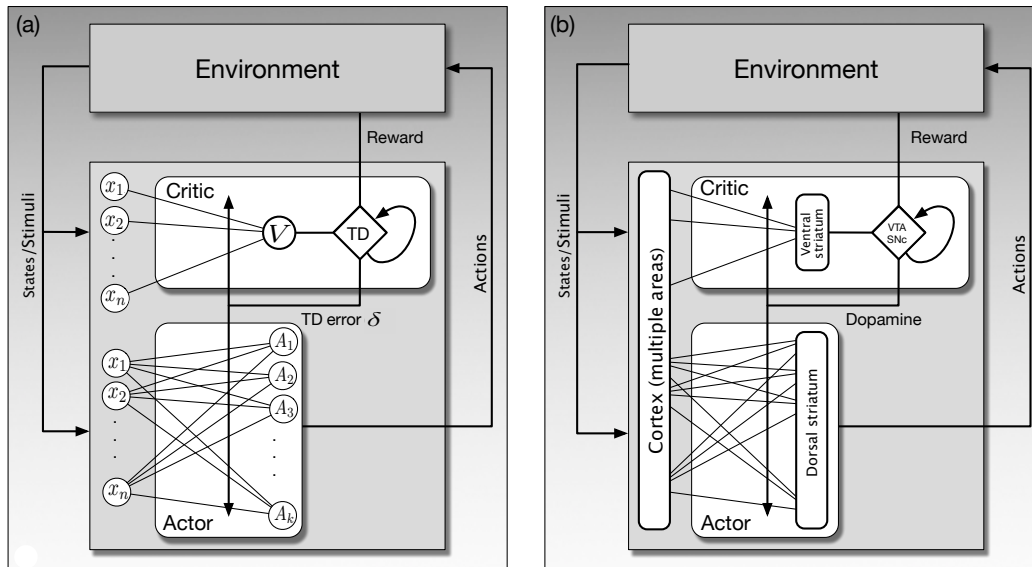 (a)
Environment
Reward
States/Stimuli
Actions
x1
x2
.
.
.
xn
Critic
V
TD
TD error δ
x1
x2
.
.
.
.
xn
A1
A2
A3
.
.
.
.
Ak
Actor
(b)
Environment
Reward
States/Stimuli
Actions
Cortex (multiple areas)
Critic
Ventral
striatum
VTA
SNc
Dopamine
Dorsal striatum
Actor